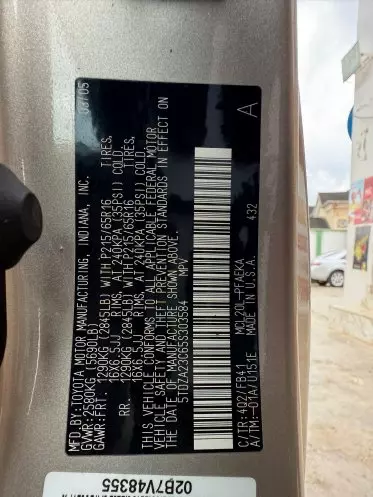 MFD.BY:TOYOTA MOTOR MANUFACTURING, INDIANA, INC. 03/05
GVWR:2580KG (5690LB)
GAWR:FRT. 1290KG (2845LB) WITH P215/65R16 TIRES,
16X6.5JJ RIMS, AT 240KPA (35PSI) COLD.
RR. 1290KG (2845LB) WITH P215/65R16 TIRES,
16X6.5JJ RIMS, AT 240KPA (35PSI) COLD.
THIS VEHICLE CONFORMS TO ALL APPLICABLE FEDERAL MOTOR
VEHICLE SAFETY AND THEFT PREVENTION STANDARDS IN EFFECT ON
THE DATE OF MANUFACTURE SHOWN ABOVE.
5TDZA23C65S303584 MPV
C/TR:4Q2/FB41 MDL20L-PFAEKA
A/TM:-01A/U151E MADE IN U.S.A. 432
A
02B7V48355